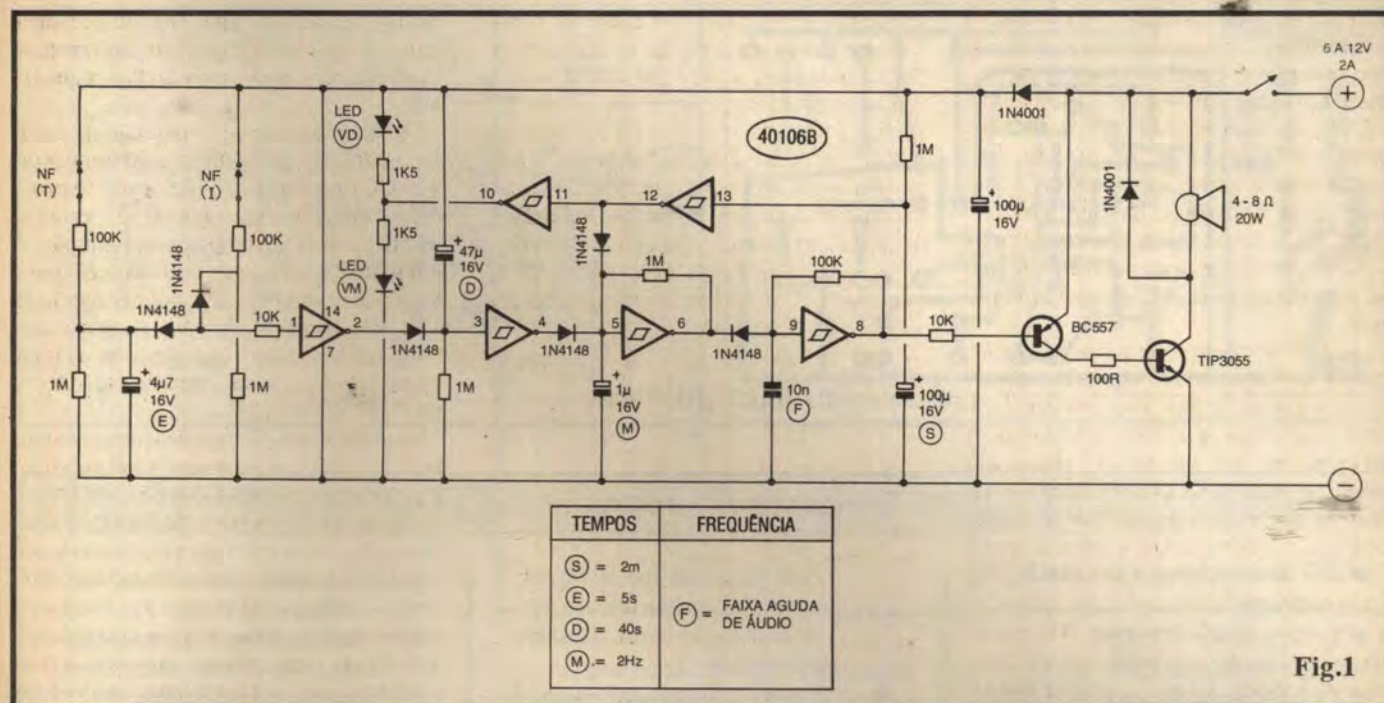 6 A 12V
2A
+
LED
VD
40106B
1N4001
NF
(T)
NF
(I)
1K5
10
11
12
13
1M
1N4001
4 - 8 Ω
20W
100K
1N4148
100K
1K5
+
47µ
16V
D
1N4148
1M
+
100µ
16V
100K
LED
VM
1N4148
10K
1
14
2
7
1N4148
3
4
1N4148
5
6
1N4148
9
8
10K
BC557
100R
TIP3055
1M
+
4µ7
16V
E
1M
1M
+
1µ
16V
M
10n
F
+
100µ
16V
S
−
TEMPOS
FREQUÊNCIA
S = 2m
E = 5s
D = 40s
M = 2Hz
F = FAIXA AGUDA
DE ÁUDIO
Fig.1